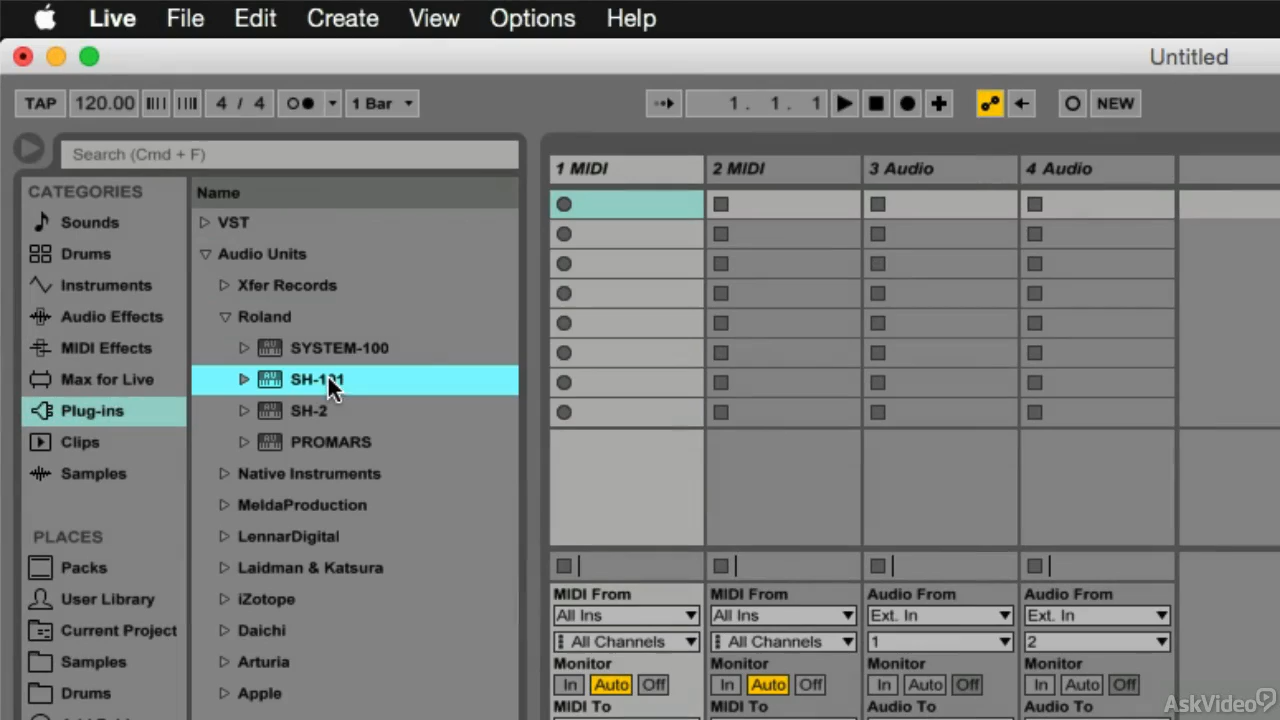 Live File Edit Create View Options Help
Untitled
TAP 120.00 4 / 4 1 Bar 1. 1. 1 NEW
Search (Cmd + F)
CATEGORIES
Sounds
Drums
Instruments
Audio Effects
MIDI Effects
Max for Live
Plug-ins
Clips
Samples
PLACES
Packs
User Library
Current Project
Samples
Drums
Name
VST
Audio Units
Xfer Records
Roland
SYSTEM-100
SH-101
SH-2
PROMARS
Native Instruments
MeldaProduction
LennarDigital
Laidman & Katsura
iZotope
Daichi
Arturia
Apple
1 MIDI 2 MIDI 3 Audio 4 Audio
MIDI From MIDI From Audio From Audio From
All Ins All Ins Ext. In Ext. In
All Channels All Channels 1 2
Monitor Monitor Monitor Monitor
In Auto Off In Auto Off In Auto Off In Auto Off
MIDI To MIDI To Audio To Audio To
AskVideo